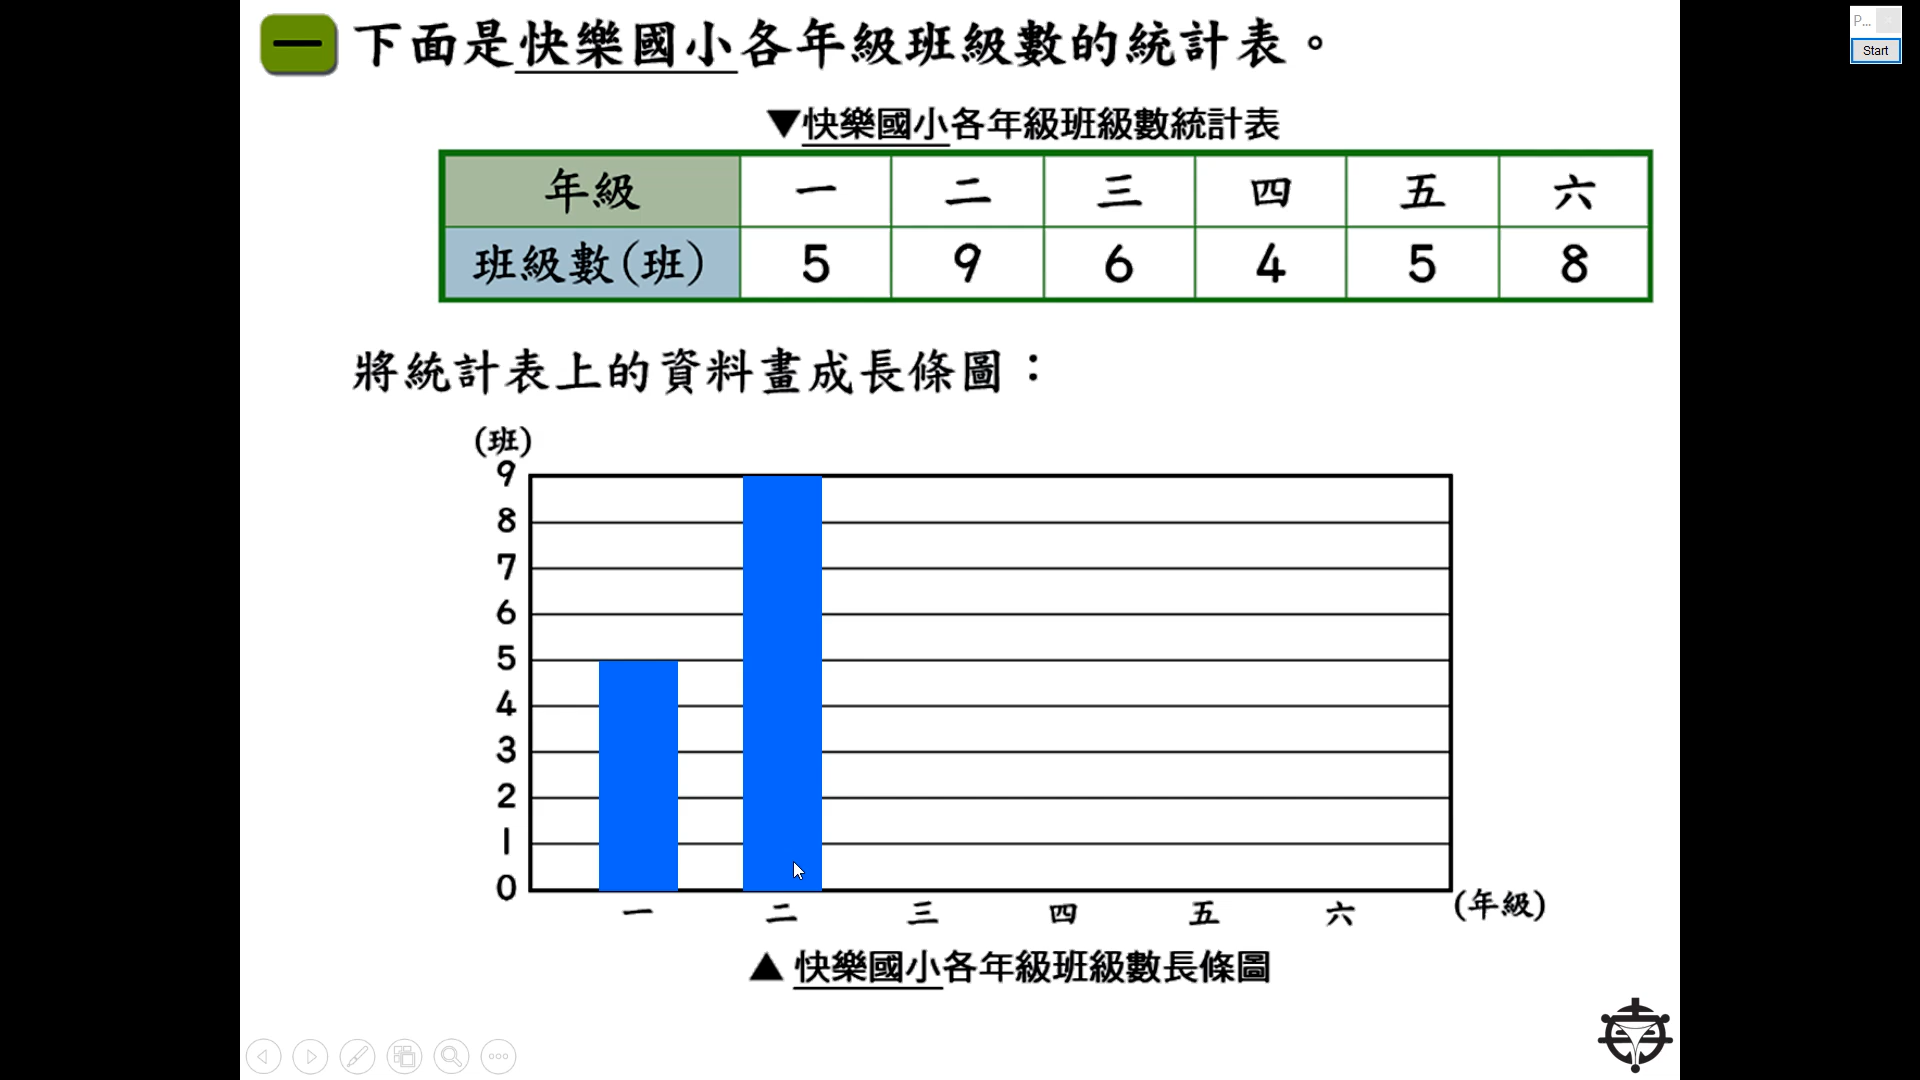 一 下面是快樂國小各年級班級數的統計表。
P...
Start
▼快樂國小各年級班級數統計表
年級 一 二 三 四 五 六
班級數(班) 5 9 6 4 5 8
將統計表上的資料畫成長條圖：
(班)
9
8
7
6
5
4
3
2
1
0
一 二 三 四 五 六 (年級)
▲ 快樂國小各年級班級數長條圖